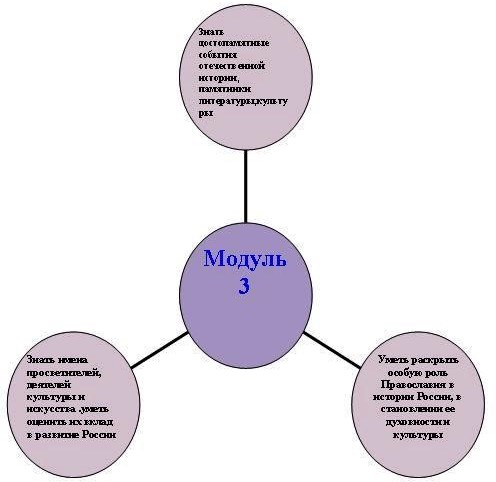 Знать
достопамятные
события
отечественной
истории,
памятники
литературы,культу
ры
Модуль
3
Знать имена
просветителей,
деятелей
культуры и
искусства ,уметь
оценить их вклад
в развитие России
Уметь раскрыть
особую роль
Православия в
истории России, в
становлении ее
духовности и
культуры